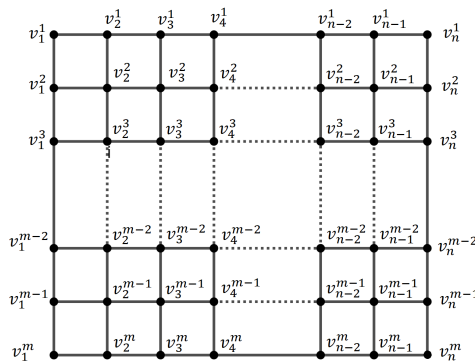 v_1^1 v_2^1 v_3^1 v_4^1 v_{n-2}^1 v_{n-1}^1 v_n^1
v_1^2 v_2^2 v_3^2 v_4^2 v_{n-2}^2 v_{n-1}^2 v_n^2
v_1^3 v_2^3 v_3^3 v_4^3 v_{n-2}^3 v_{n-1}^3 v_n^3
v_1^{m-2} v_2^{m-2} v_3^{m-2} v_4^{m-2} v_{n-2}^{m-2} v_{n-1}^{m-2} v_n^{m-2}
v_1^{m-1} v_2^{m-1} v_3^{m-1} v_4^{m-1} v_{n-2}^{m-1} v_{n-1}^{m-1} v_n^{m-1}
v_1^m v_2^m v_3^m v_4^m v_{n-2}^m v_{n-1}^m v_n^m